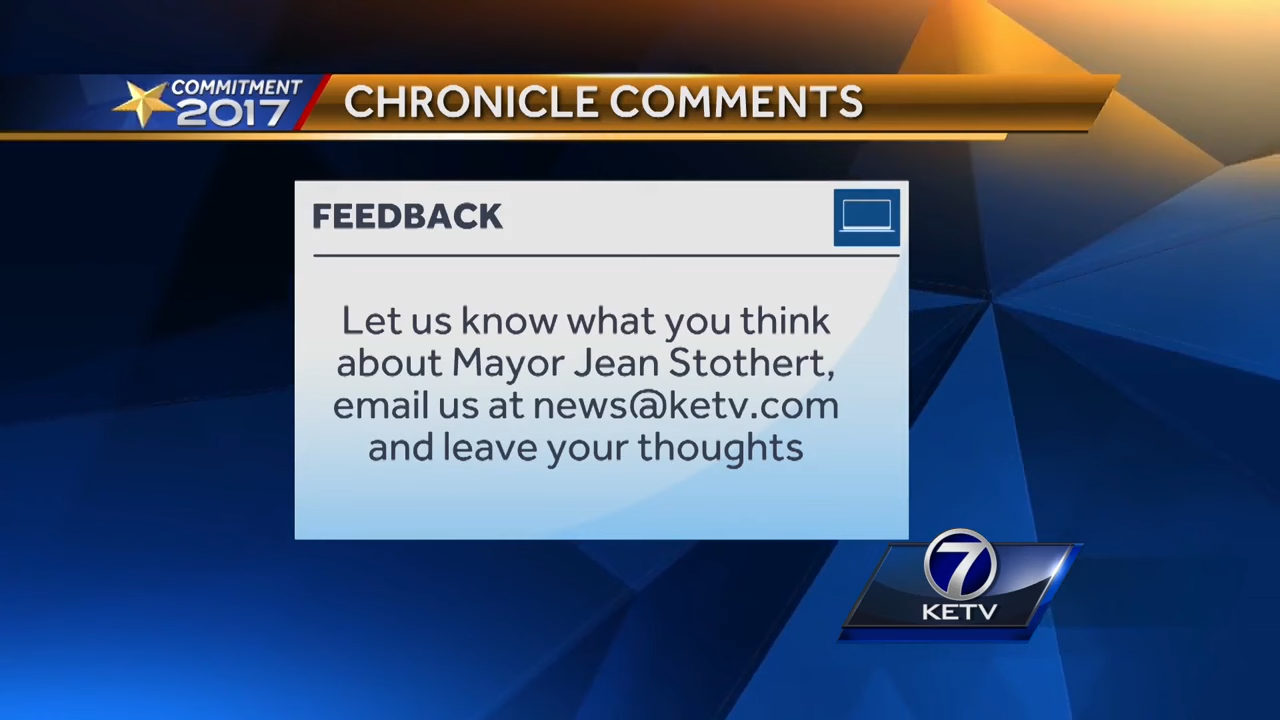 COMMITMENT
2017
CHRONICLE COMMENTS
FEEDBACK
Let us know what you think
about Mayor Jean Stothert,
email us at news@ketv.com
and leave your thoughts
7
KETV